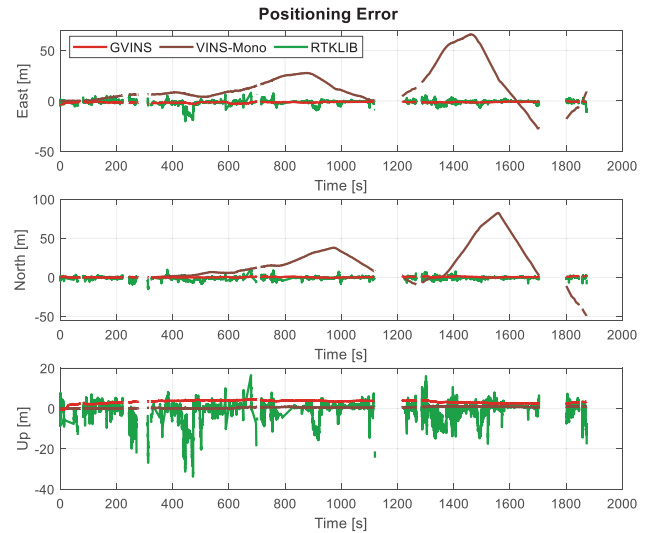 Positioning Error
GVINS VINS-Mono RTKLIB
50
0
-50
East [m]
0 200 400 600 800 1000 1200 1400 1600 1800 2000
Time [s]
100
50
0
-50
North [m]
0 200 400 600 800 1000 1200 1400 1600 1800 2000
Time [s]
20
0
-20
-40
Up [m]
0 200 400 600 800 1000 1200 1400 1600 1800 2000
Time [s]